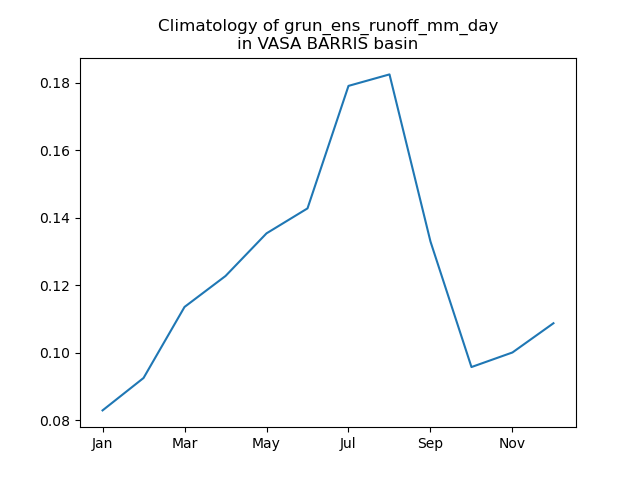 Climatology of grun_ens_runoff_mm_day
in VASA BARRIS basin
0.18
0.16
0.14
0.12
0.10
0.08
Jan Mar May Jul Sep Nov